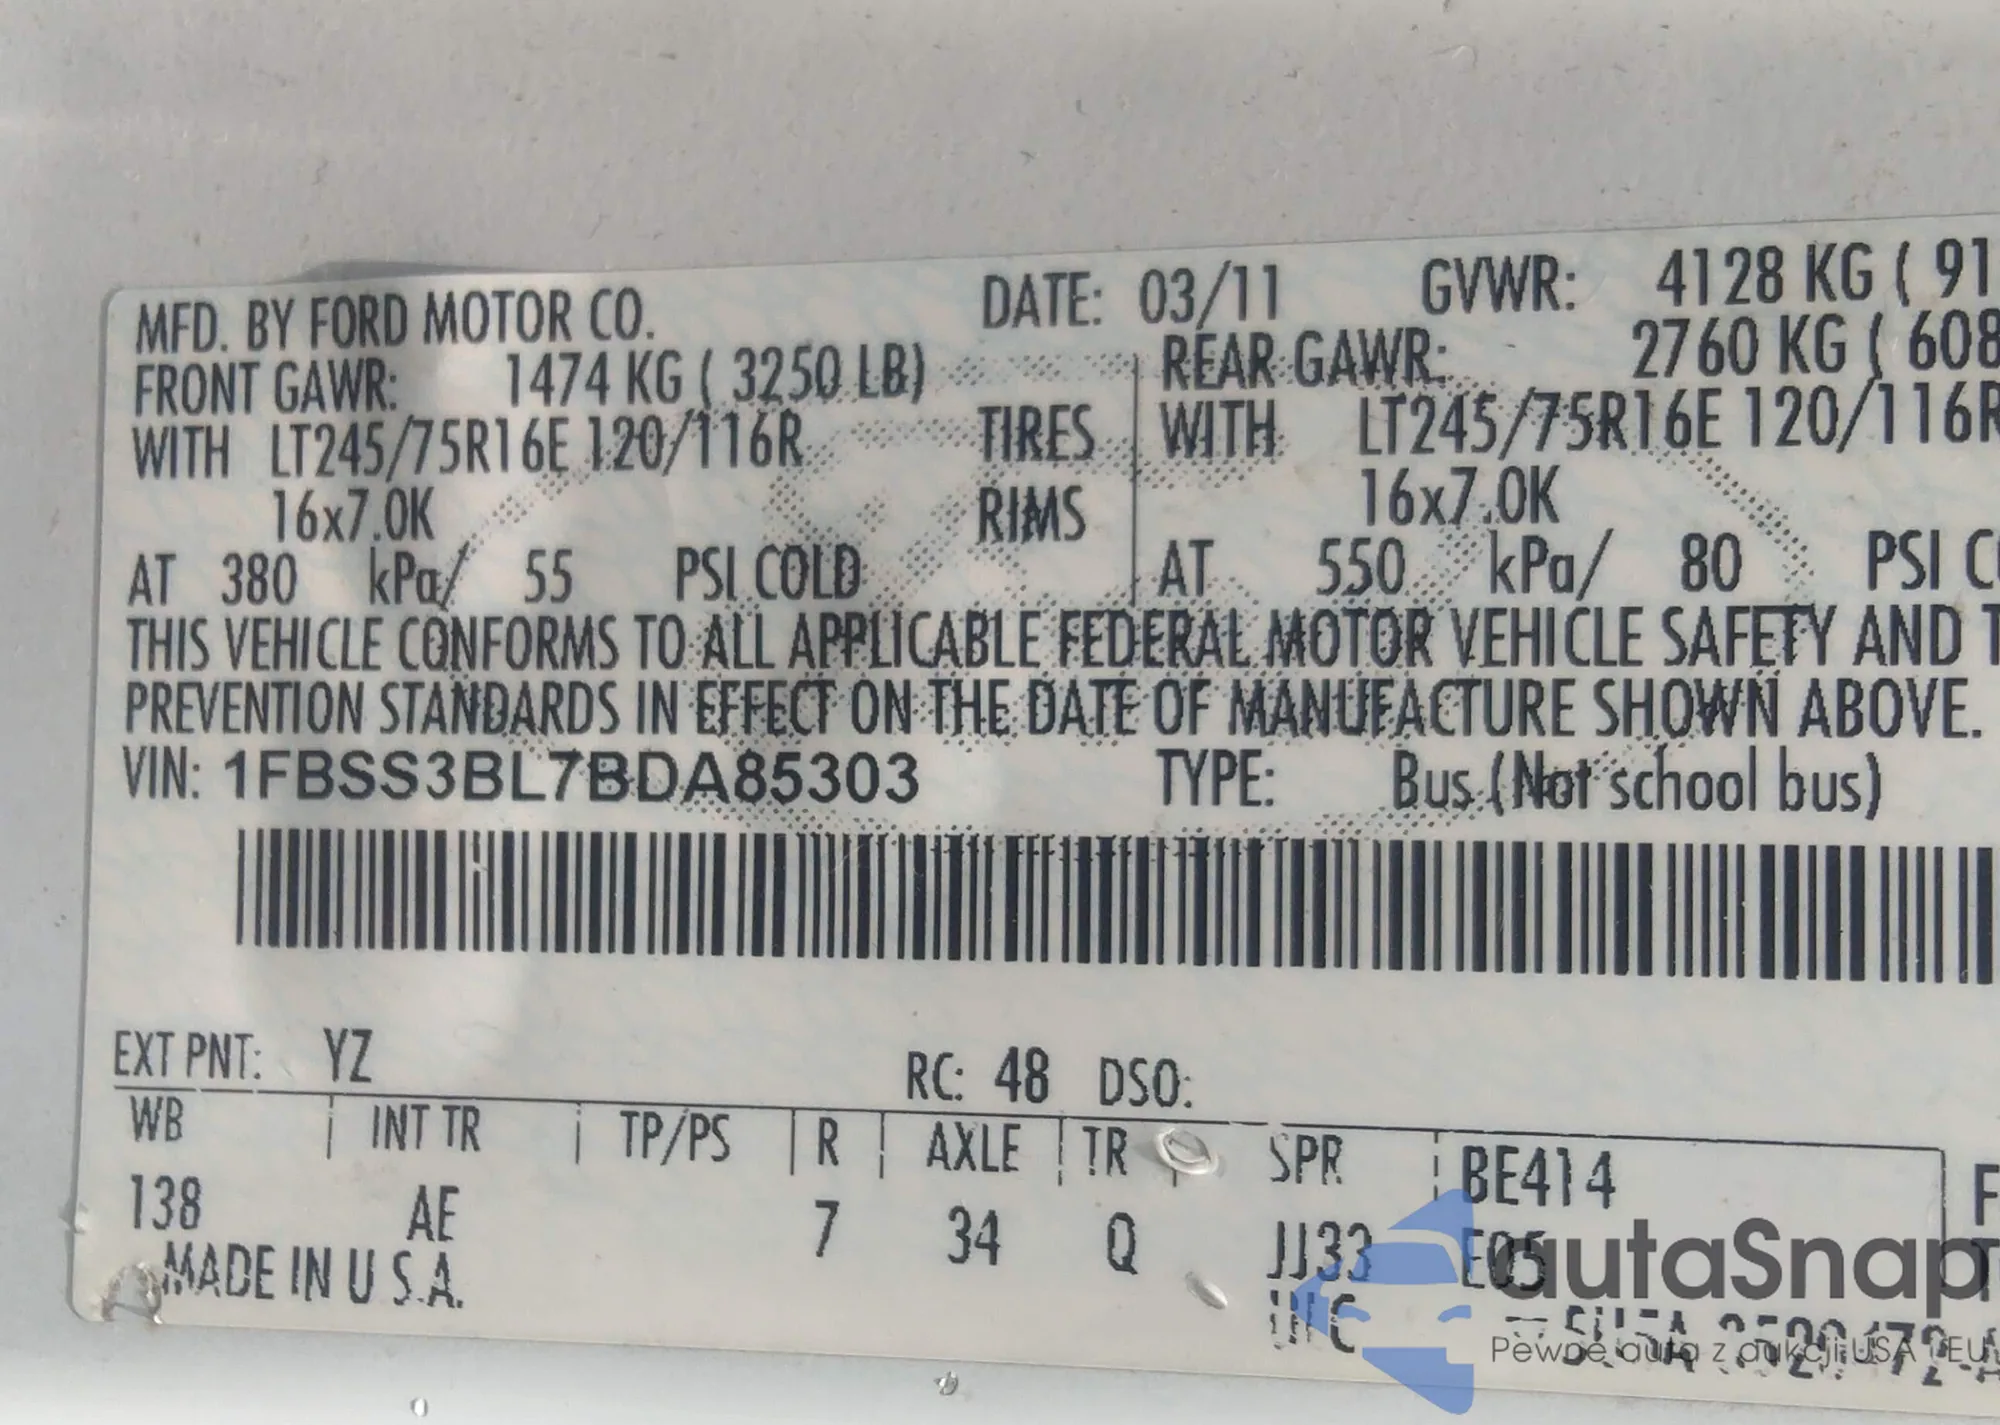 MFD. BY FORD MOTOR CO. DATE: 03/11 GVWR: 4128 KG ( 91
FRONT GAWR: 1474 KG ( 3250 LB) REAR GAWR: 2760 KG ( 608
WITH LT245/75R16E 120/116R TIRES WITH LT245/75R16E 120/116R
16x7.0K RIMS 16x7.0K
AT 380 kPa/ 55 PSI COLD AT 550 kPa/ 80 PSI
THIS VEHICLE CONFORMS TO ALL APPLICABLE FEDERAL MOTOR VEHICLE SAFETY AND
PREVENTION STANDARDS IN EFFECT ON THE DATE OF MANUFACTURE SHOWN ABOVE.
VIN: 1FBSS3BL7BDA85303 TYPE: Bus (Not school bus)
EXT PNT: YZ RC: 48 DSO:
WB INT TR TP/PS R AXLE TR SPR BE414
138 AE 7 34 Q JJ33 E05
MADE IN U.S.A.
autaSnap
Pewne auta z aukcji USA i EU